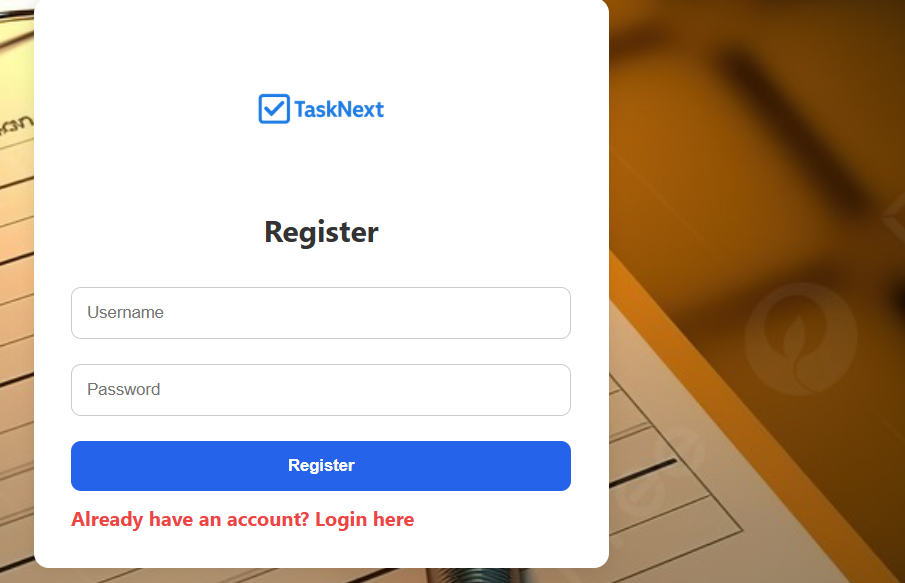 TaskNext
Register
Username
Password
Register
Already have an account? Login here